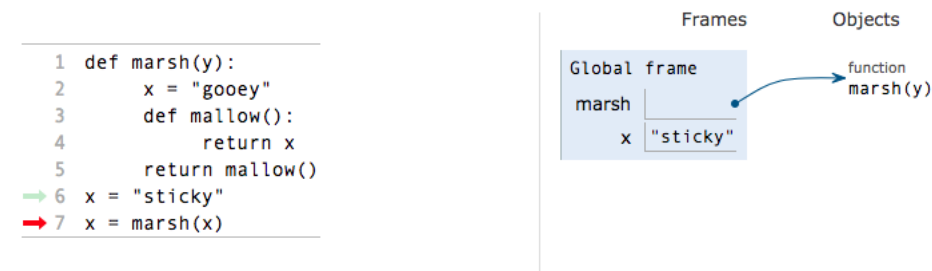 Frames Objects
1 def marsh(y):
2     x = "gooey"
3     def mallow():
4         return x
5     return mallow()
6 x = "sticky"
7 x = marsh(x)
Global frame
marsh
x "sticky"
function
marsh(y)